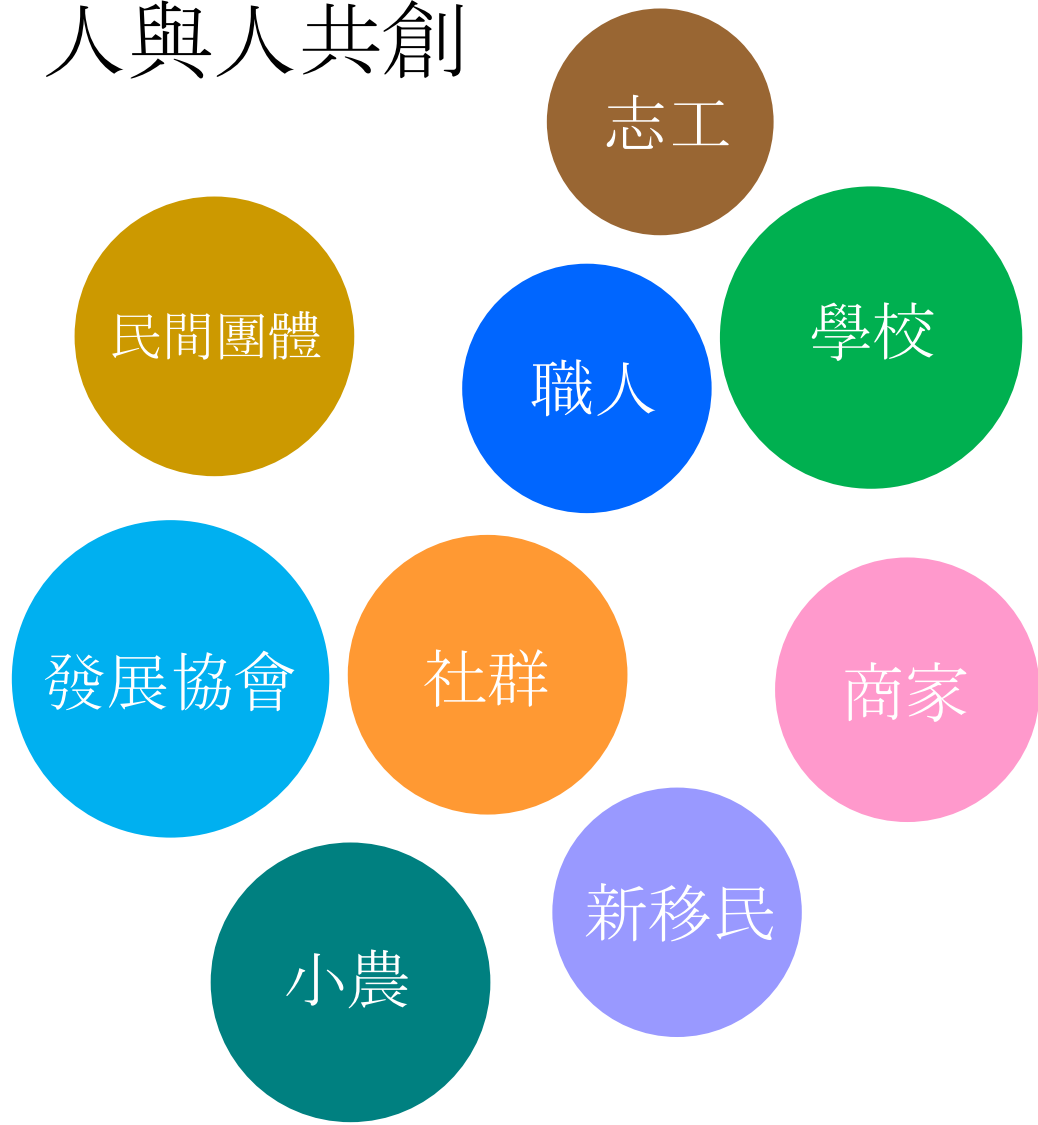 人與人共創
志工
民間團體
職人
學校
發展協會
社群
商家
新移民
小農